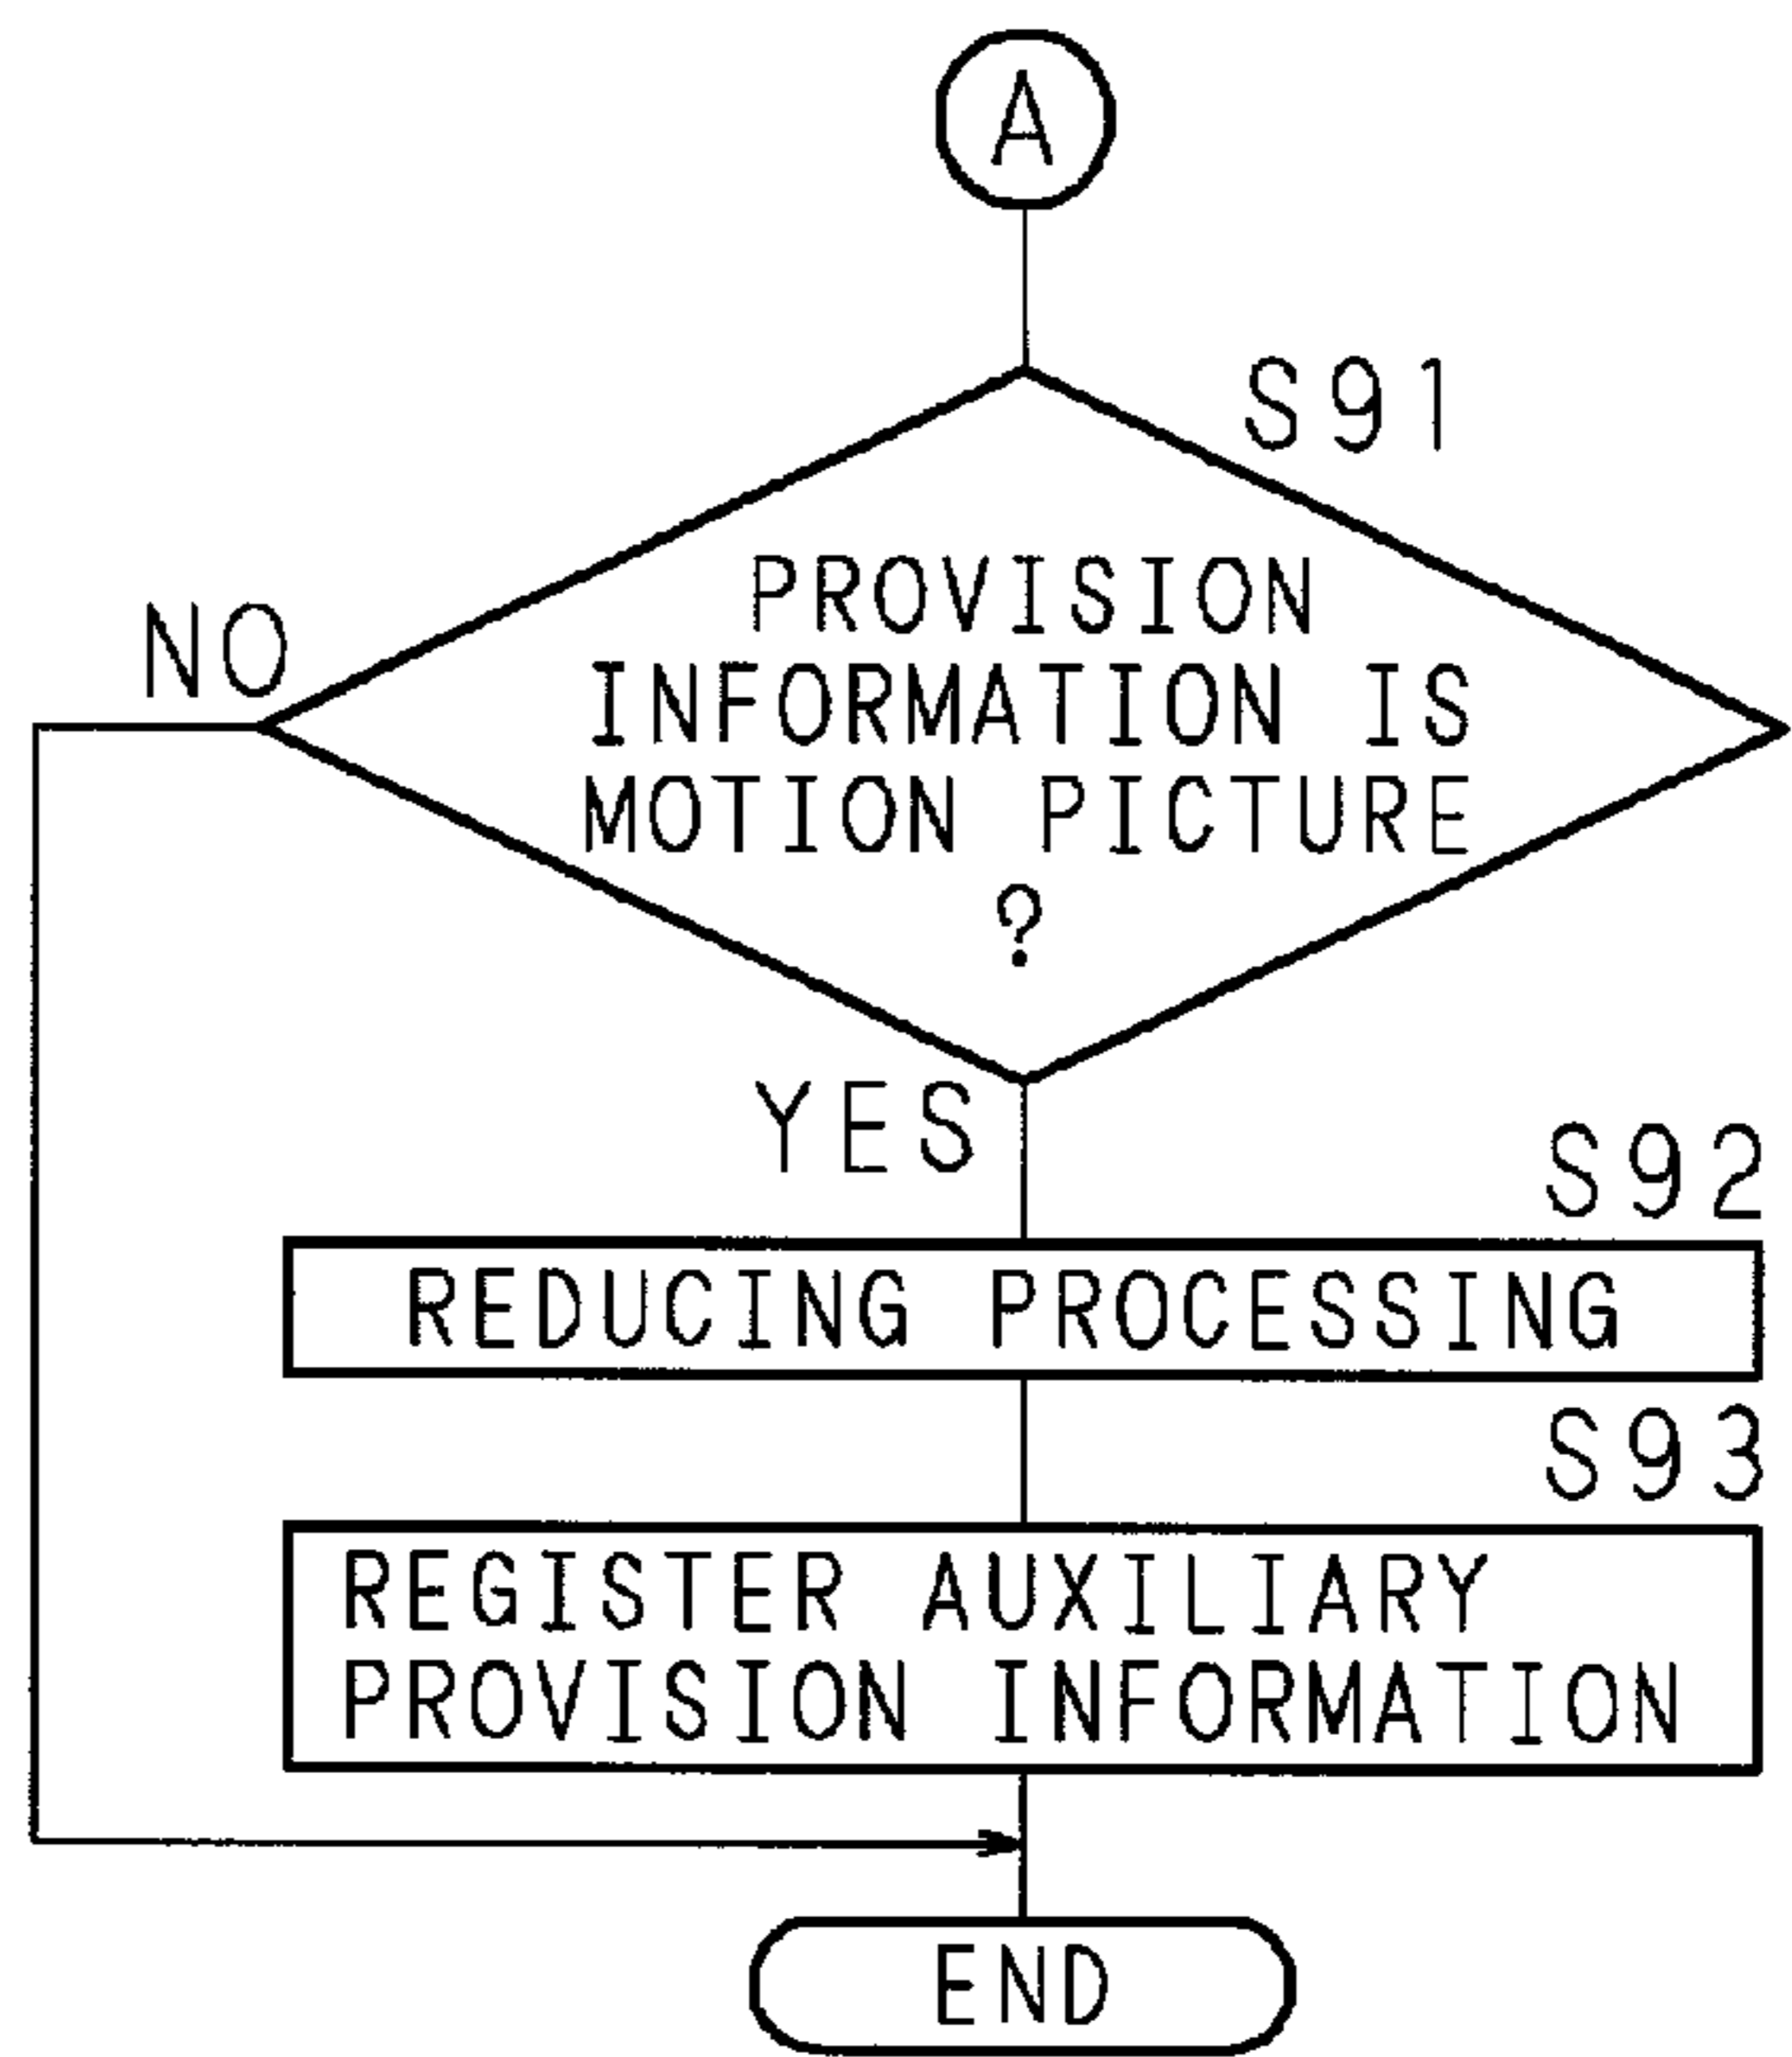 A
S91
PROVISION
INFORMATION IS
MOTION PICTURE
?
NO
YES
S92
REDUCING PROCESSING
S93
REGISTER AUXILIARY
PROVISION INFORMATION
END